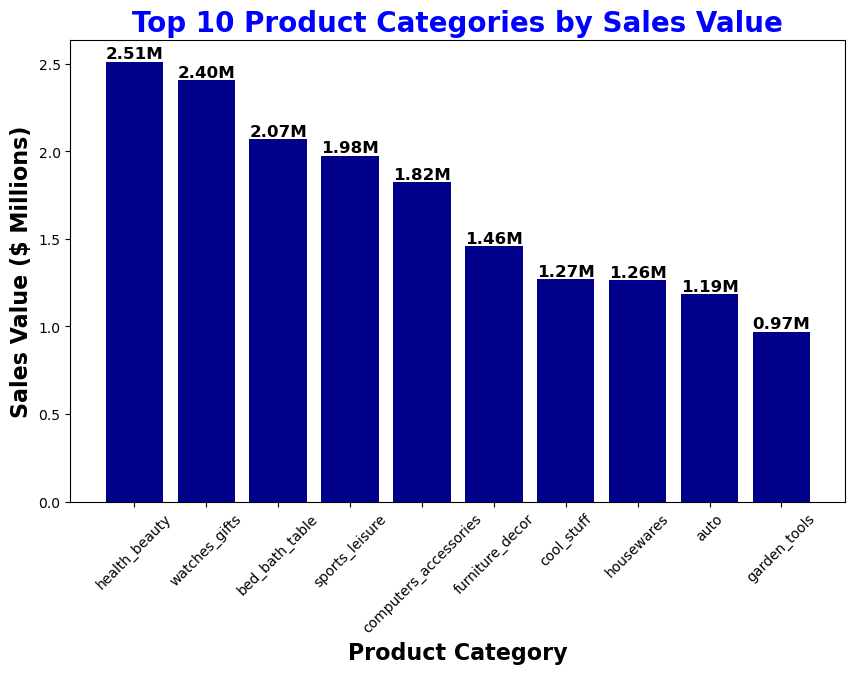 Top 10 Product Categories by Sales Value
Sales Value ($ Millions)
2.5
2.0
1.5
1.0
0.5
0.0
2.51M
2.40M
2.07M
1.98M
1.82M
1.46M
1.27M
1.26M
1.19M
0.97M
health_beauty
watches_gifts
bed_bath_table
sports_leisure
computers_accessories
furniture_decor
cool_stuff
housewares
auto
garden_tools
Product Category